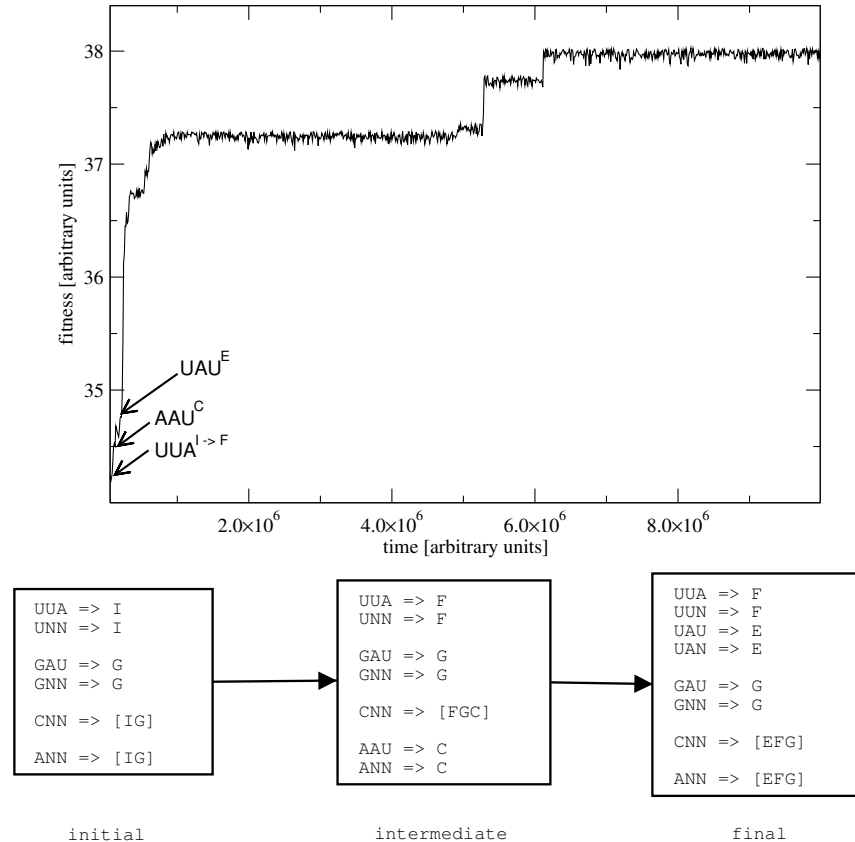 38
37
36
35
fitness [arbitrary units]
UAU^E
AAU^C
UUA^I -> F
2.0×10^6
4.0×10^6
6.0×10^6
8.0×10^6
time [arbitrary units]
UUA => I
UNN => I
GAU => G
GNN => G
CNN => [IG]
ANN => [IG]
initial
UUA => F
UNN => F
GAU => G
GNN => G
CNN => [FGC]
AAU => C
ANN => C
intermediate
UUA => F
UUN => F
UAU => E
UAN => E
GAU => G
GNN => G
CNN => [EFG]
ANN => [EFG]
final